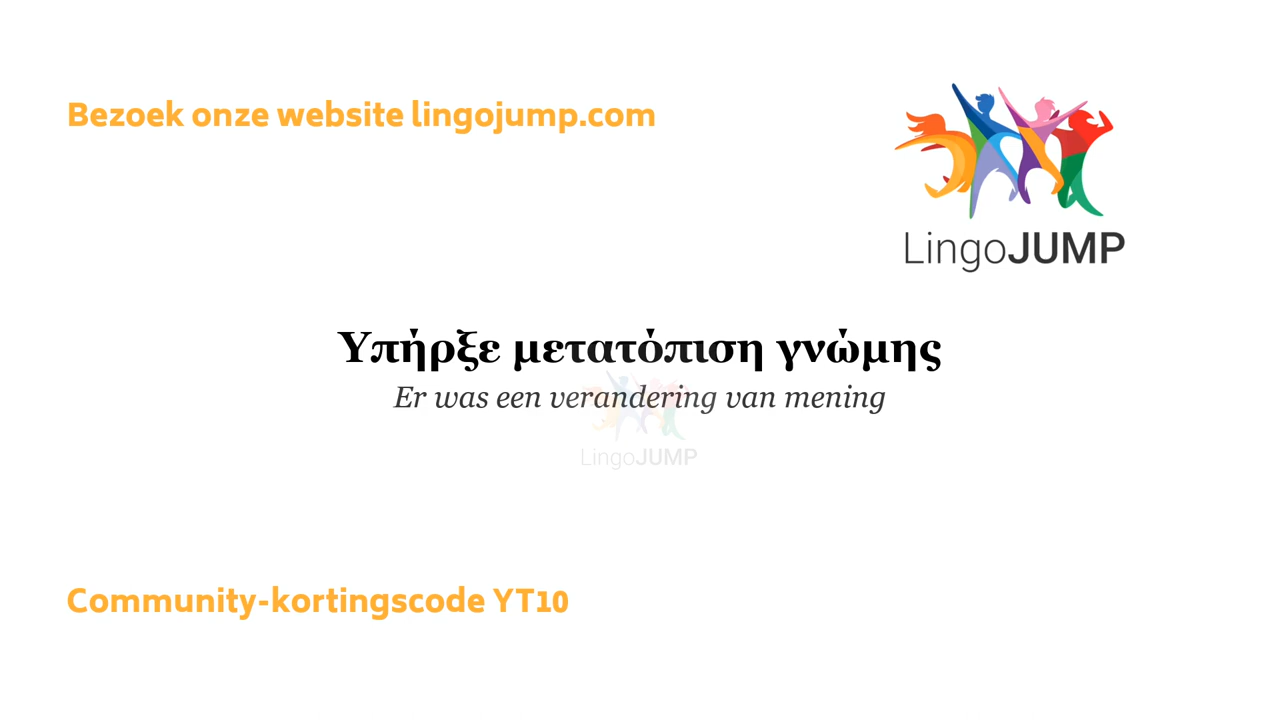 Bezoek onze website lingojump.com
LingoJUMP
Υπήρξε μετατόπιση γνώμης
Er was een verandering van mening
LingoJUMP
Community-kortingscode YT10